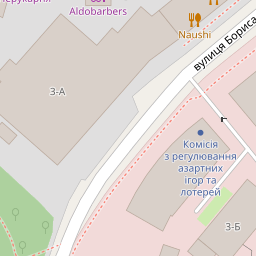 Aldobarbers
Naushi
вулиця Бориса
3-А
Комісія
з регулювання
азартних
ігор та
лотерей
3-Б